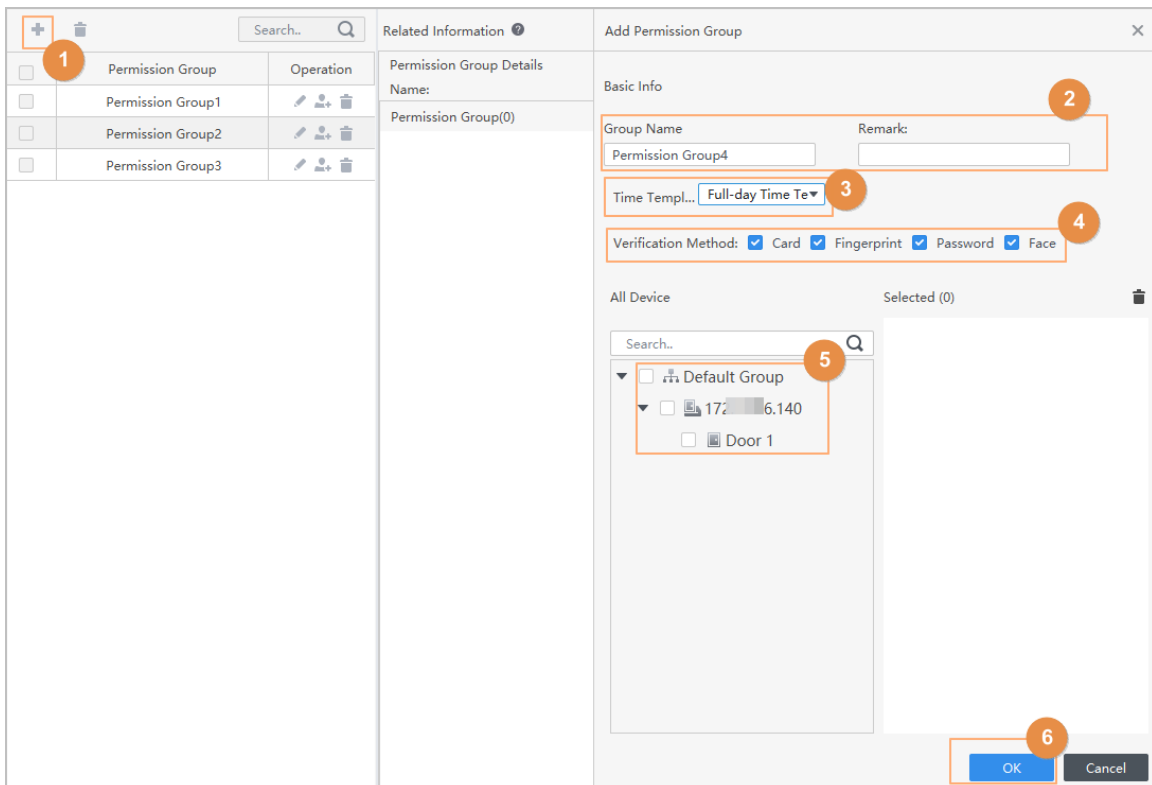 Search..
Related Information
Add Permission Group
1
Permission Group
Operation
Permission Group1
Permission Group2
Permission Group3
Permission Group Details
Name:
Permission Group(0)
Basic Info
2
Group Name
Remark:
Permission Group4
Time Templ...
Full-day Time Te
3
4
Verification Method:
Card
Fingerprint
Password
Face
All Device
Selected (0)
Search..
5
Default Group
172 6.140
Door 1
6
OK
Cancel